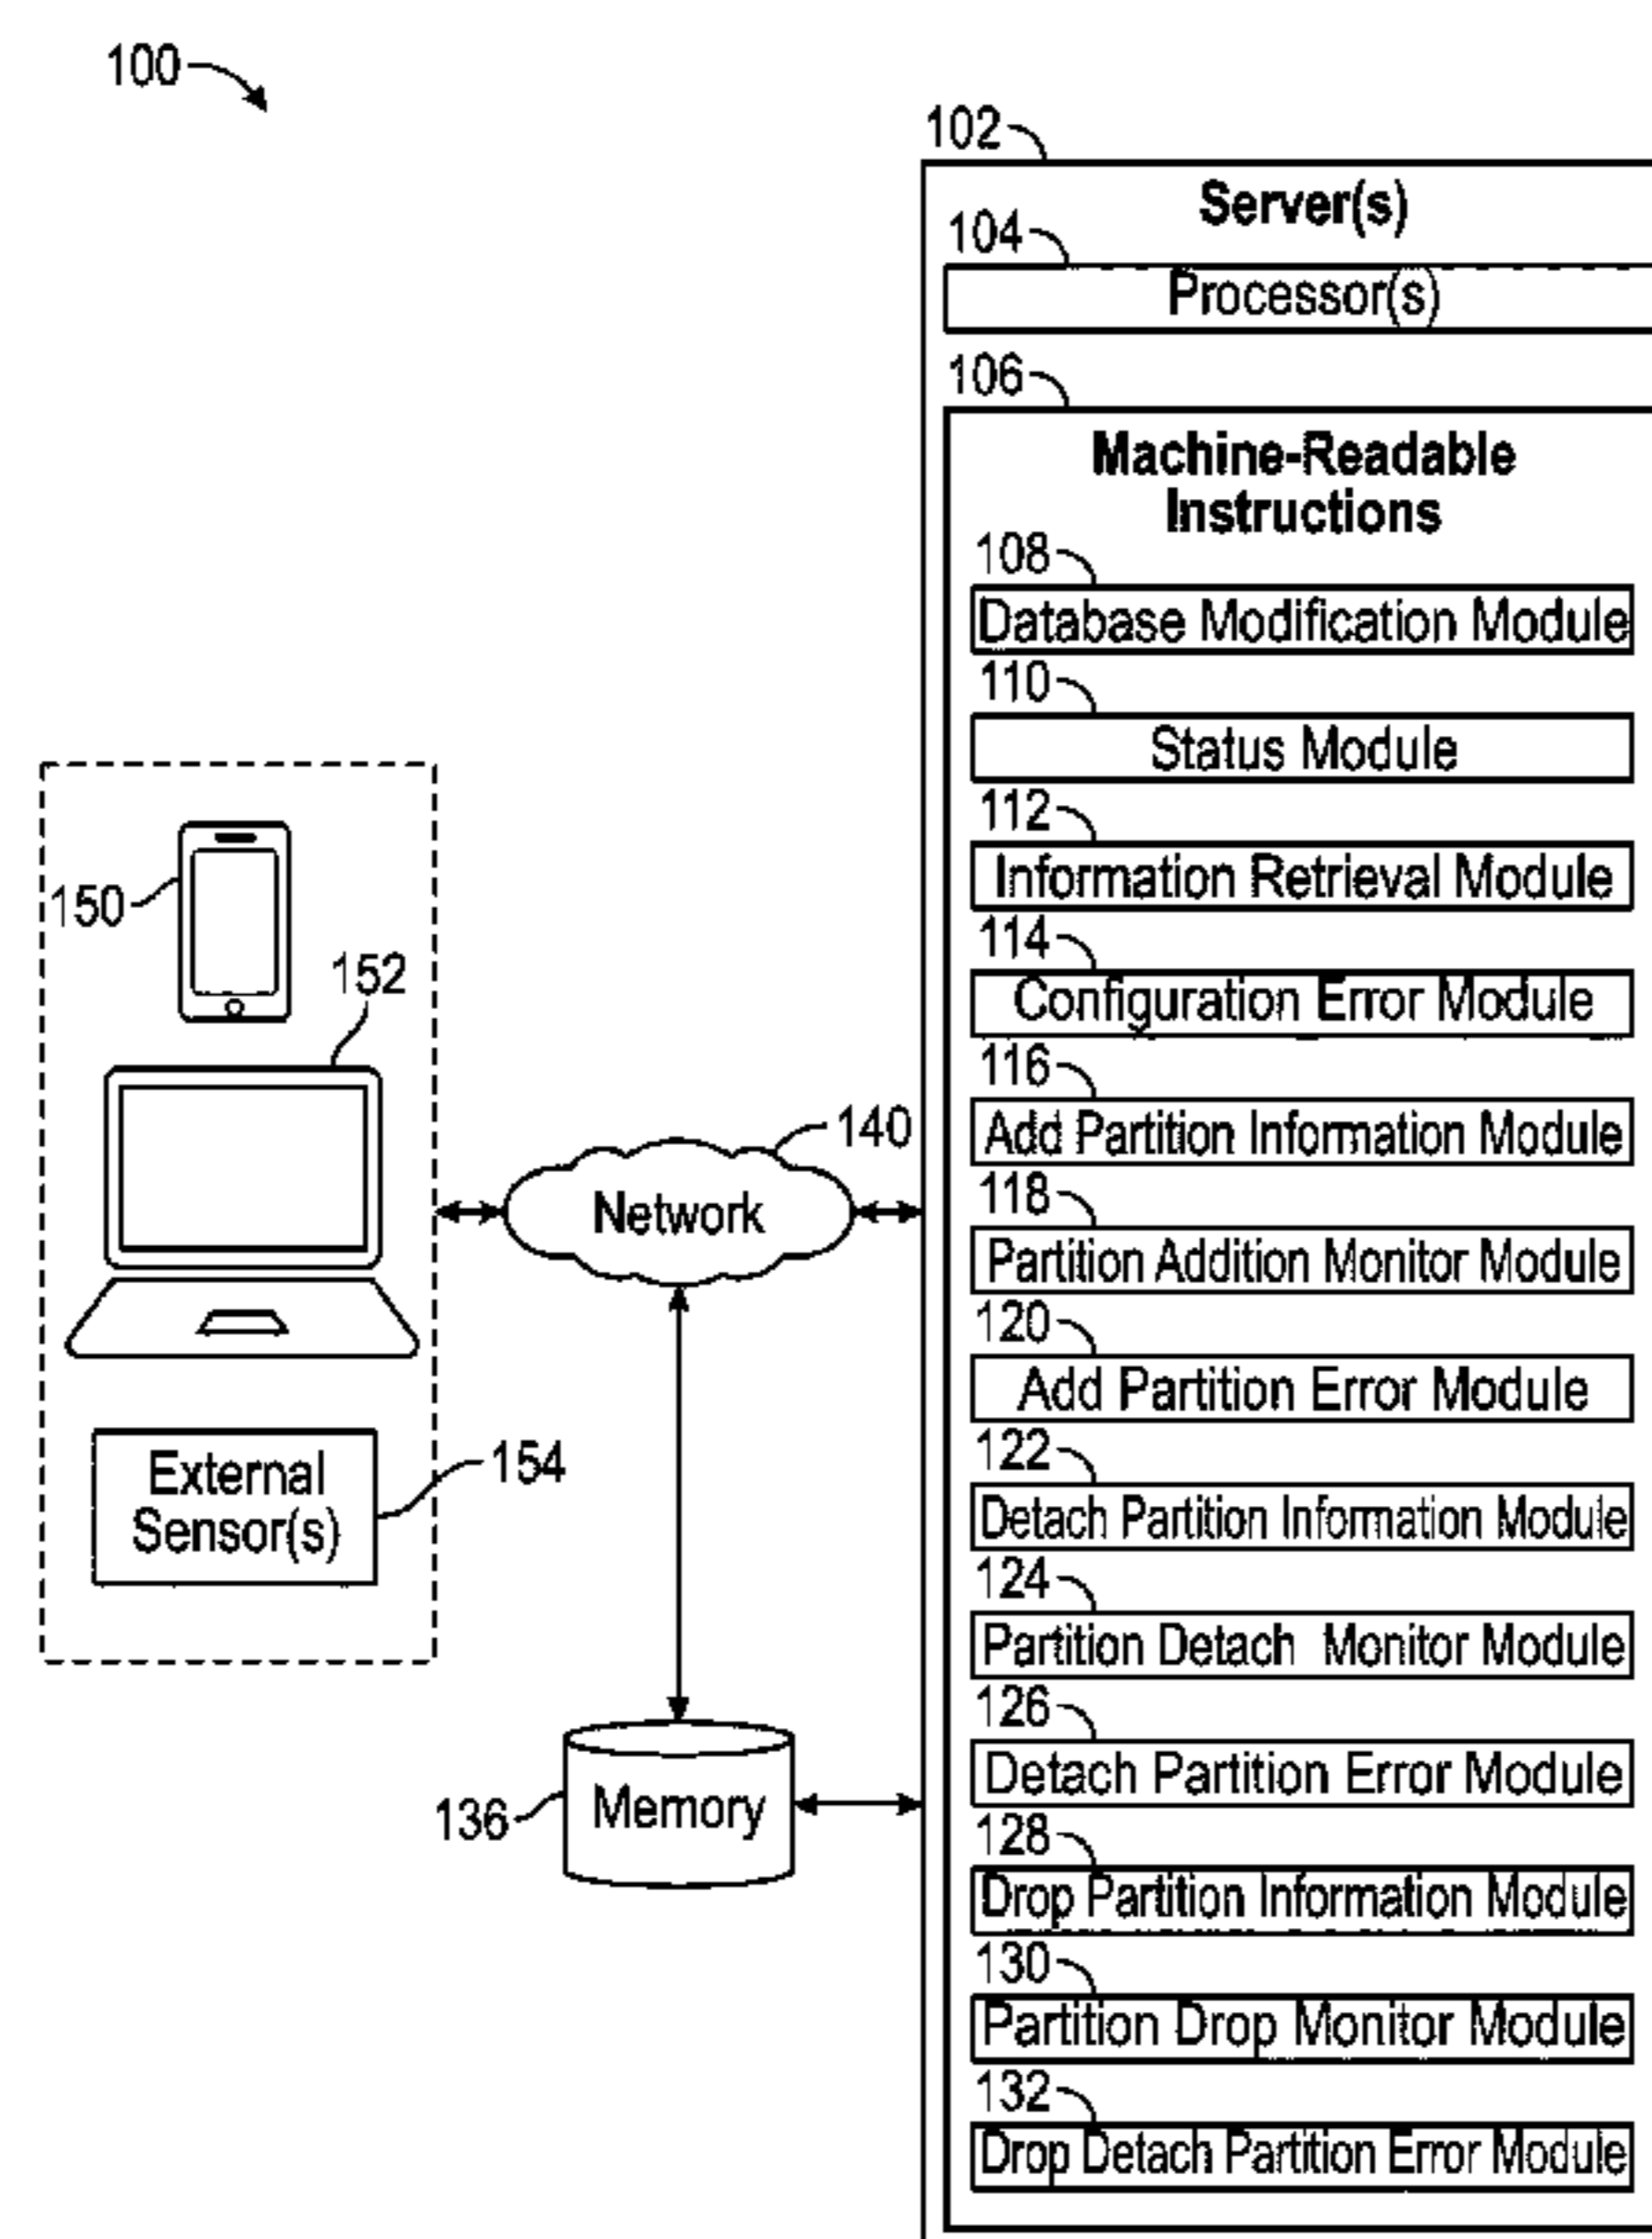 100
102
Server(s)
104
Processor(s)
106
Machine-Readable
Instructions
108
Database Modification Module
110
Status Module
112
Information Retrieval Module
114
Configuration Error Module
116
Add Partition Information Module
118
Partition Addition Monitor Module
120
Add Partition Error Module
122
Detach Partition Information Module
124
Partition Detach Monitor Module
126
Detach Partition Error Module
128
Drop Partition Information Module
130
Partition Drop Monitor Module
132
Drop Detach Partition Error Module
150
152
140
Network
External
Sensor(s)
154
136
Memory